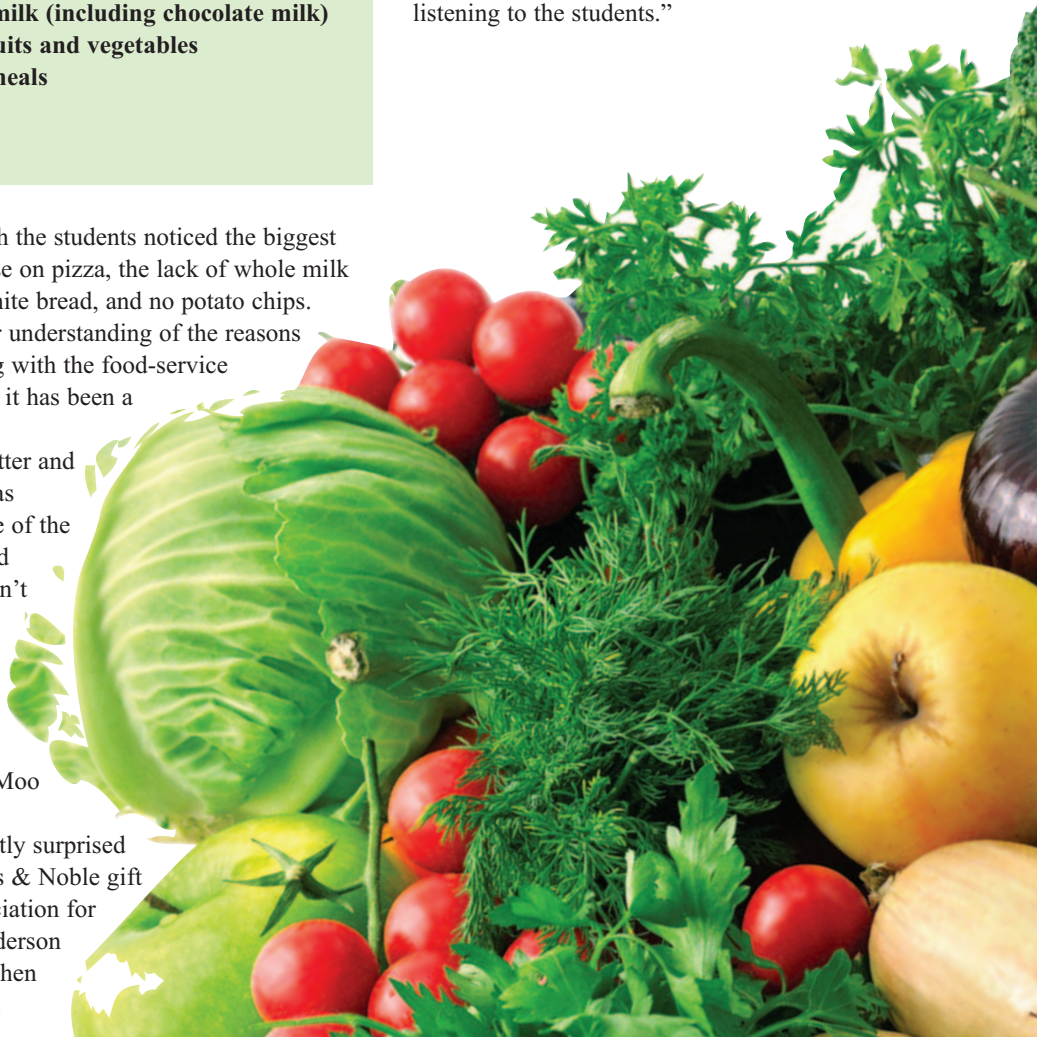 milk (including chocolate milk)
uits and vegetables
neals
listening to the students.”
h the students noticed the biggest
e on pizza, the lack of whole milk
ite bread, and no potato chips.
understanding of the reasons
g with the food-service
it has been a
tter and
as
e of the
d
n’t
Moo
tly surprised
s & Noble gift
iation for
derson
hen